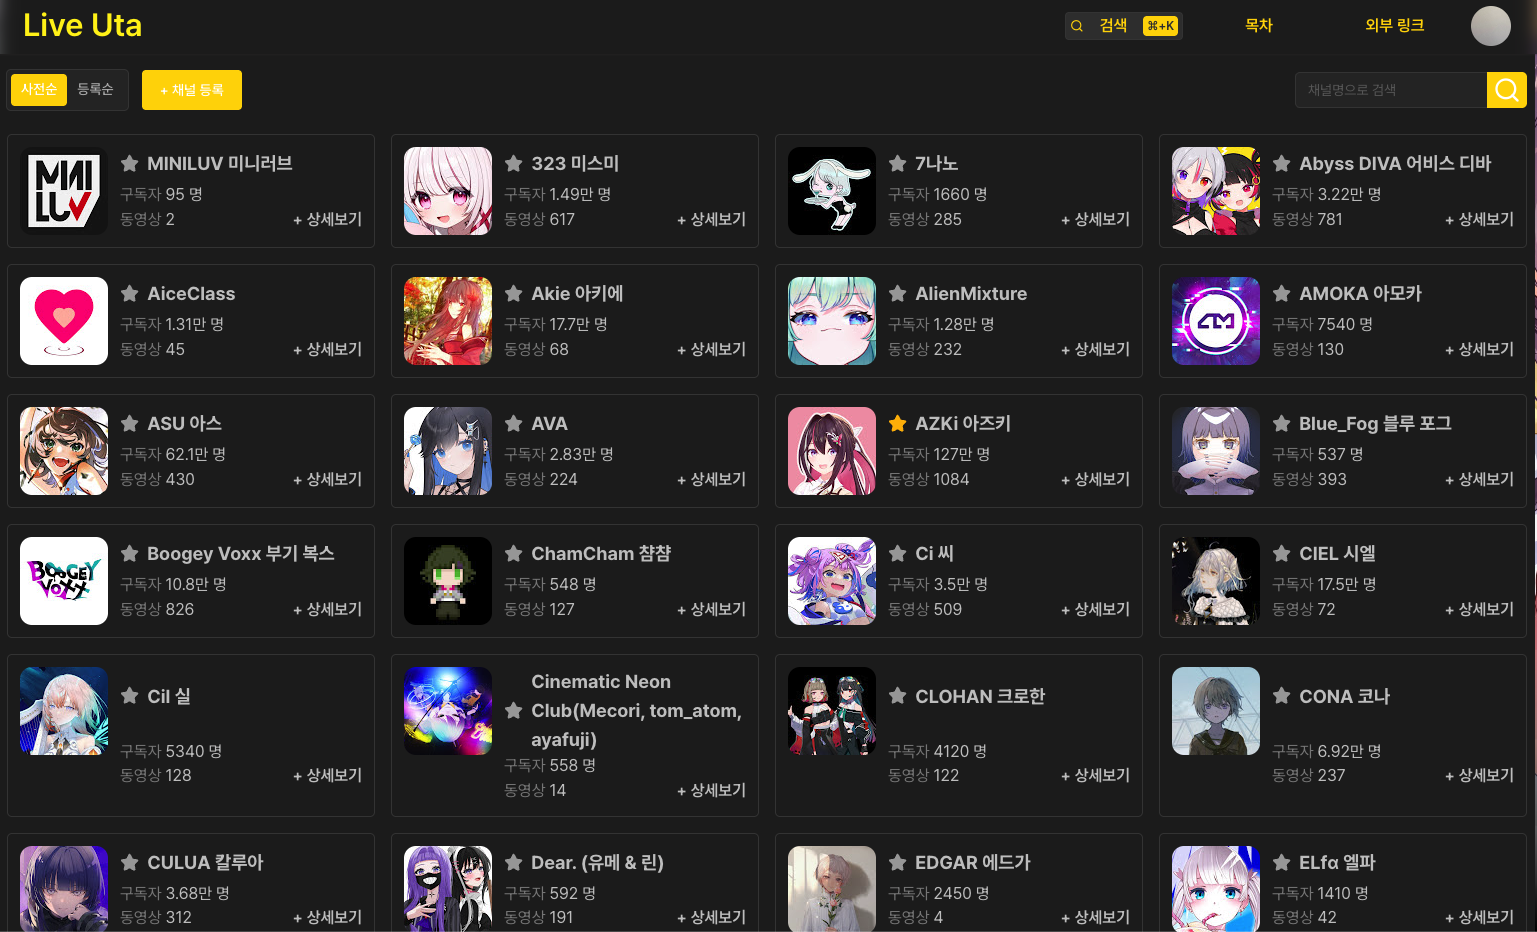 Live Uta
검색 ⌘+K
목차
외부 링크
사전순 등록순
+ 채널 등록
채널명으로 검색
MNI
LUV
MINILUV 미니러브
구독자 95 명
동영상 2
+ 상세보기
323 미스미
구독자 1.49만 명
동영상 617
+ 상세보기
7나노
구독자 1660 명
동영상 285
+ 상세보기
Abyss DIVA 어비스 디바
구독자 3.22만 명
동영상 781
+ 상세보기
AiceClass
구독자 1.31만 명
동영상 45
+ 상세보기
Akie 아키에
구독자 17.7만 명
동영상 68
+ 상세보기
AlienMixture
구독자 1.28만 명
동영상 232
+ 상세보기
AMOKA 아모카
구독자 7540 명
동영상 130
+ 상세보기
ASU 아스
구독자 62.1만 명
동영상 430
+ 상세보기
AVA
구독자 2.83만 명
동영상 224
+ 상세보기
AZKi 아즈키
구독자 127만 명
동영상 1084
+ 상세보기
Blue_Fog 블루 포그
구독자 537 명
동영상 393
+ 상세보기
BOOGEY
VOXX
Boogey Voxx 부기 복스
구독자 10.8만 명
동영상 826
+ 상세보기
ChamCham 챰챰
구독자 548 명
동영상 127
+ 상세보기
Ci 씨
구독자 3.5만 명
동영상 509
+ 상세보기
CIEL 시엘
구독자 17.5만 명
동영상 72
+ 상세보기
Cil 실
구독자 5340 명
동영상 128
+ 상세보기
Cinematic Neon
Club(Mecori, tom_atom,
ayafuji)
구독자 558 명
동영상 14
+ 상세보기
CLOHAN 크로한
구독자 4120 명
동영상 122
+ 상세보기
CONA 코나
구독자 6.92만 명
동영상 237
+ 상세보기
CULUA 칼루아
구독자 3.68만 명
동영상 312
+ 상세보기
Dear. (유메 & 린)
구독자 592 명
동영상 191
+ 상세보기
EDGAR 에드가
구독자 2450 명
동영상 4
+ 상세보기
ELfα 엘파
구독자 1410 명
동영상 42
+ 상세보기